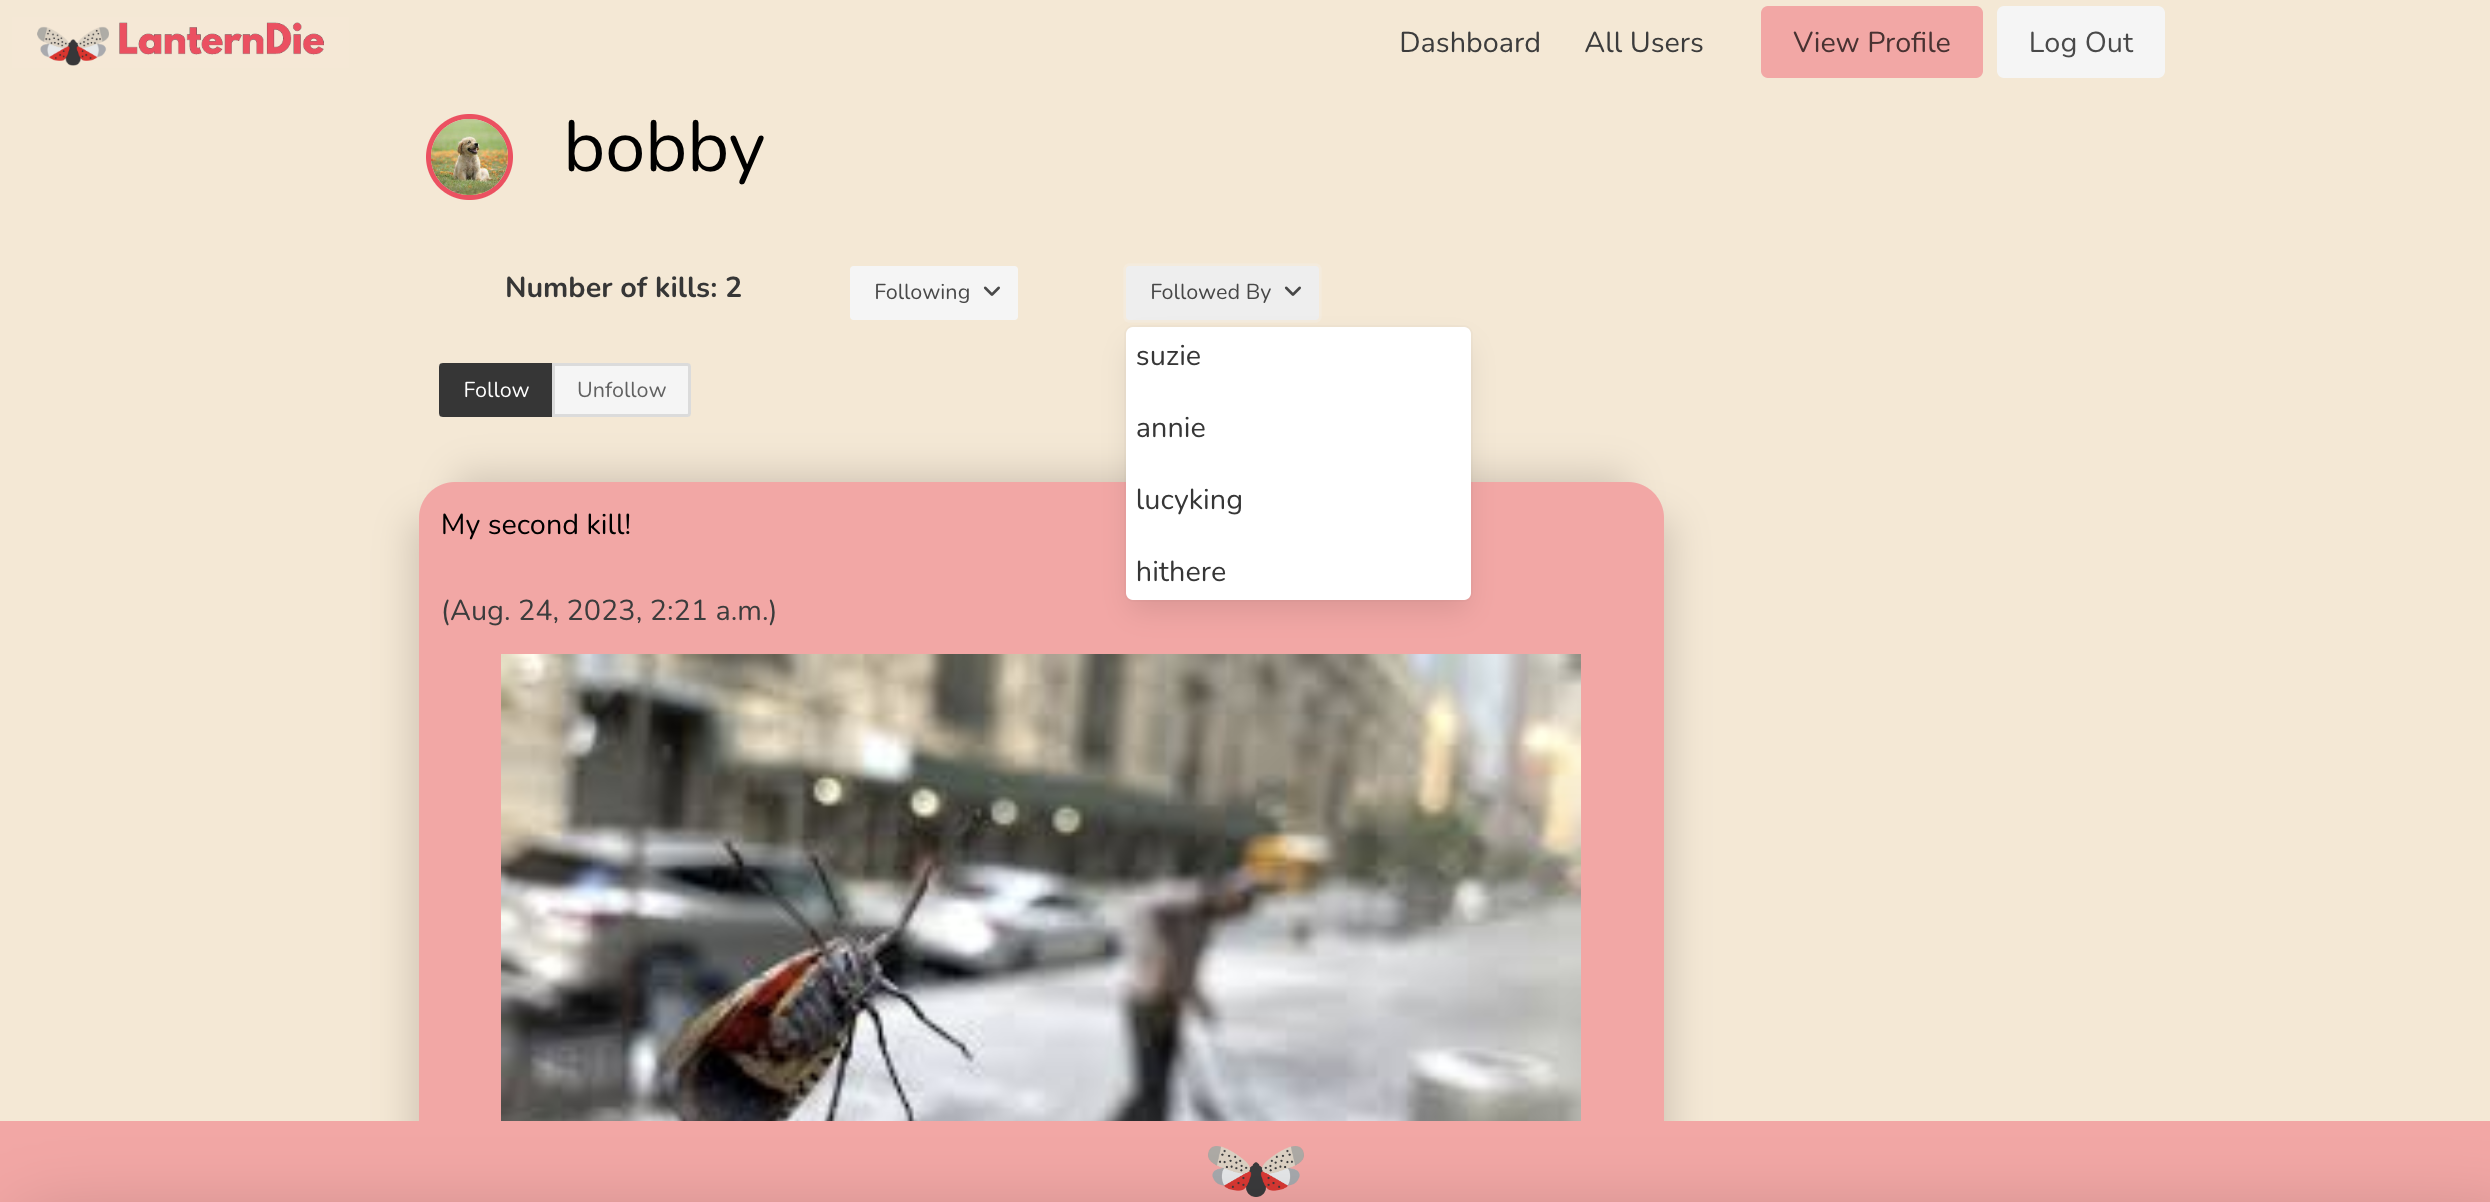 LanternDie
Dashboard
All Users
View Profile
Log Out
bobby
Number of kills: 2
Following
Followed By
suzie
annie
lucyking
hithere
Follow
Unfollow
My second kill!
(Aug. 24, 2023, 2:21 a.m.)